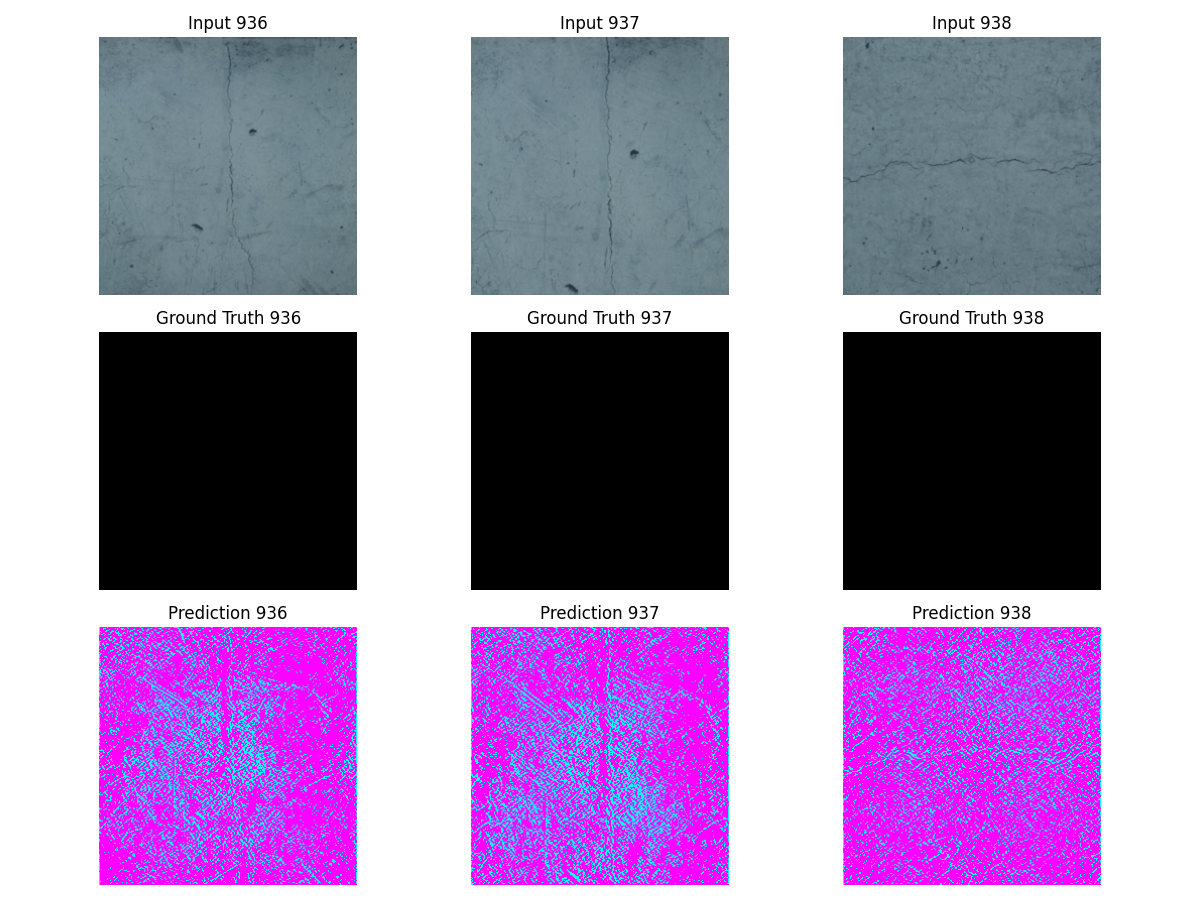 Input 936
Input 937
Input 938
Ground Truth 936
Ground Truth 937
Ground Truth 938
Prediction 936
Prediction 937
Prediction 938